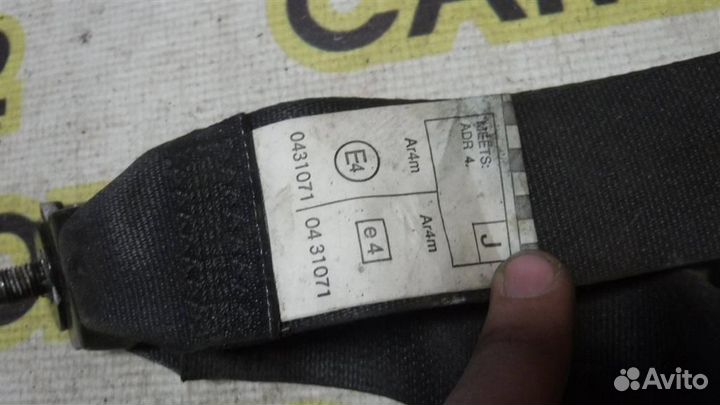 MEETS:
ADR 4.
J
Ar4m
Ar4m
E4
e4
0431071
04 31071
Avito